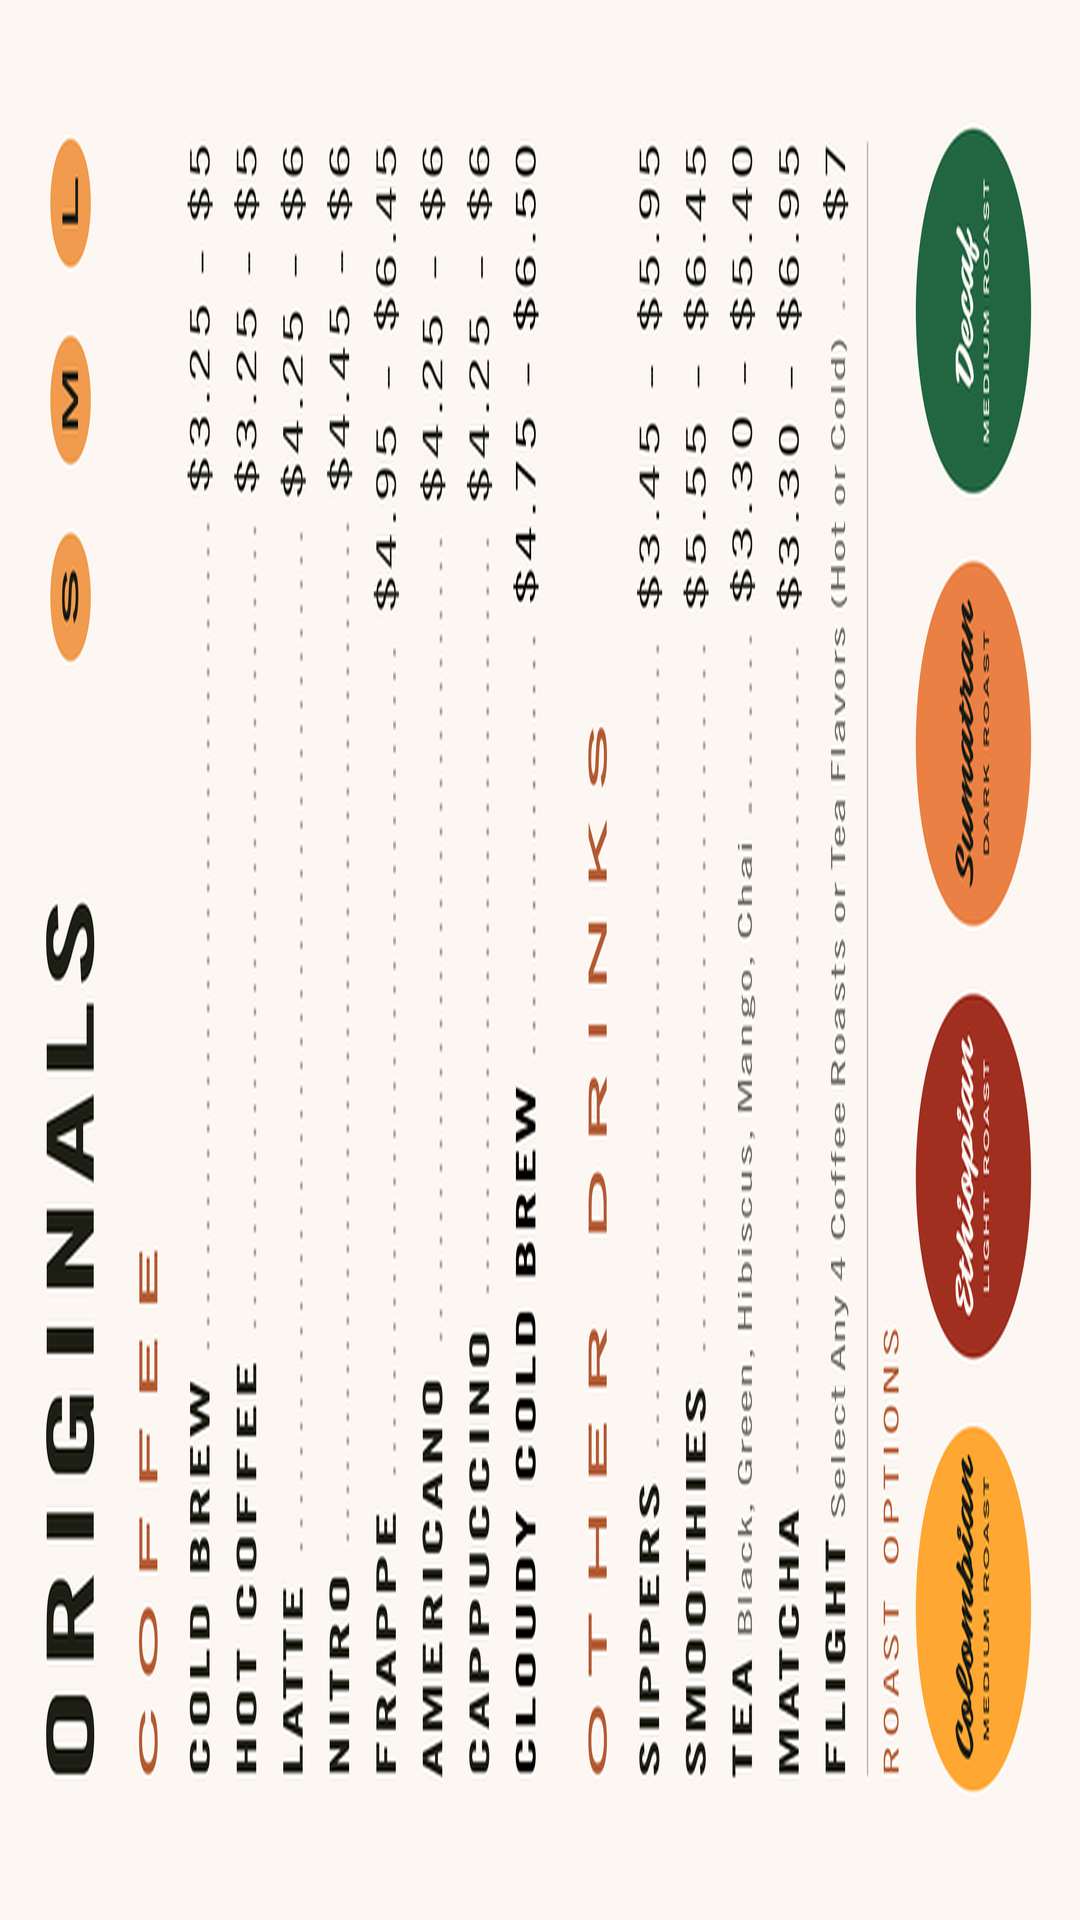 ORIGINALS S M L
COFFEE
COLD BREW $3.25 – $5
HOT COFFEE $3.25 – $5
LATTE $4.25 – $6
NITRO $4.45 – $6
FRAPPE $4.95 – $6.45
AMERICANO $4.25 – $6
CAPPUCCINO $4.25 – $6
CLOUDY COLD BREW $4.75 – $6.50
OTHER DRINKS
SIPPERS $3.45 – $5.95
SMOOTHIES $5.55 – $6.45
TEA Black, Green, Hibiscus, Mango, Chai $3.30 – $5.40
MATCHA $3.30 – $6.95
FLIGHT Select Any 4 Coffee Roasts or Tea Flavors (Hot or Cold) $7
ROAST OPTIONS
Colombian
MEDIUM ROAST
Ethiopian
LIGHT ROAST
Sumatran
DARK ROAST
Decaf
MEDIUM ROAST